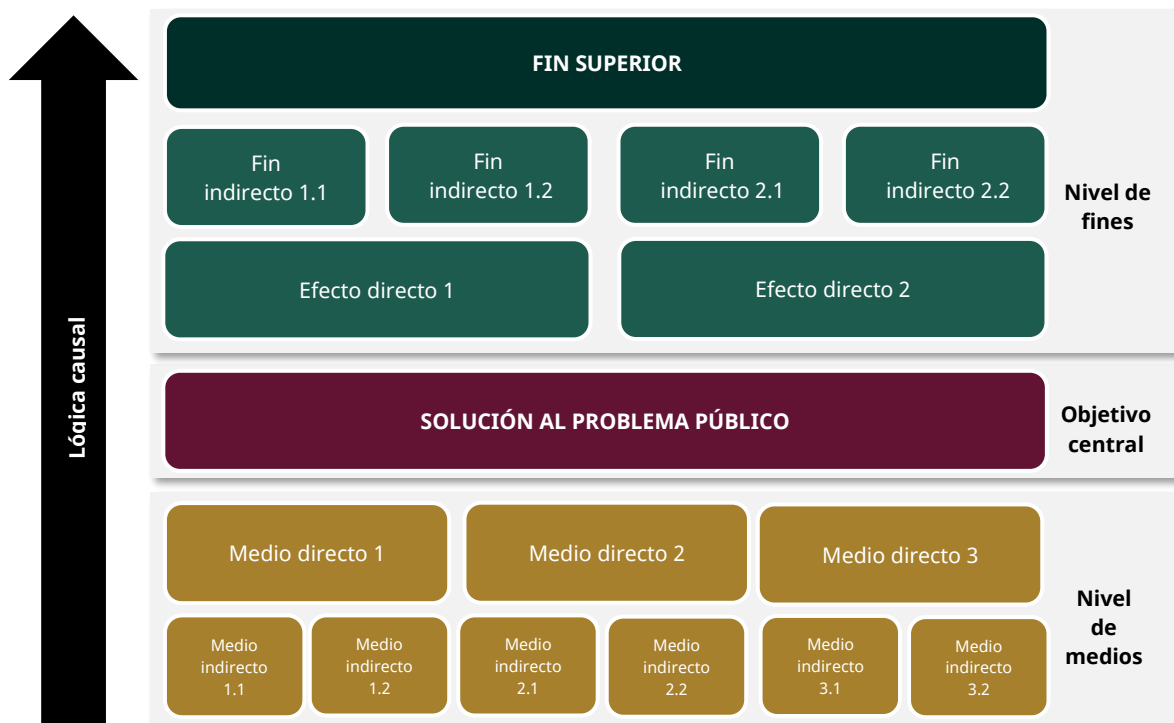 FIN SUPERIOR
Fin
indirecto 1.1
Fin
indirecto 1.2
Fin
indirecto 2.1
Fin
indirecto 2.2
Nivel de
fines
Efecto directo 1
Efecto directo 2
Lógica causal
SOLUCIÓN AL PROBLEMA PÚBLICO
Objetivo
central
Medio directo 1
Medio directo 2
Medio directo 3
Nivel
de
medios
Medio
indirecto
1.1
Medio
indirecto
1.2
Medio
indirecto
2.1
Medio
indirecto
2.2
Medio
indirecto
3.1
Medio
indirecto
3.2